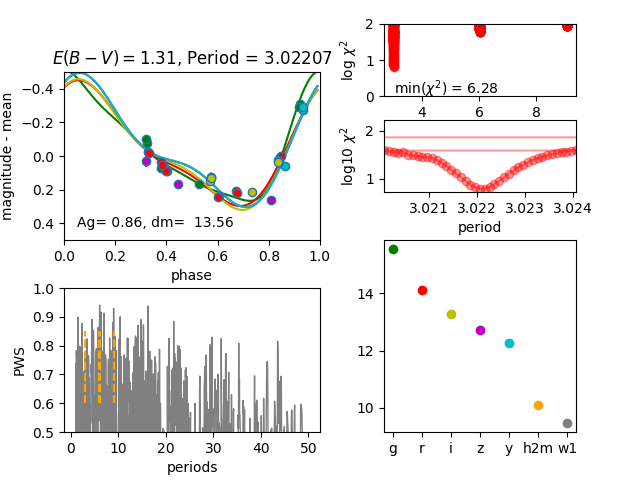 E(B − V) = 1.31, Period = 3.02207
magnitude - mean
−0.4
−0.2
0.0
0.2
0.4
Ag= 0.86, dm= 13.56
0.0 0.2 0.4 0.6 0.8 1.0
phase
log χ²
2
1
0
min(χ²) = 6.28
4 6 8
log10 χ²
2
1
3.021 3.022 3.023 3.024
period
PWS
1.0
0.9
0.8
0.7
0.6
0.5
0 10 20 30 40 50
periods
14
12
10
g r i z y h2m w1